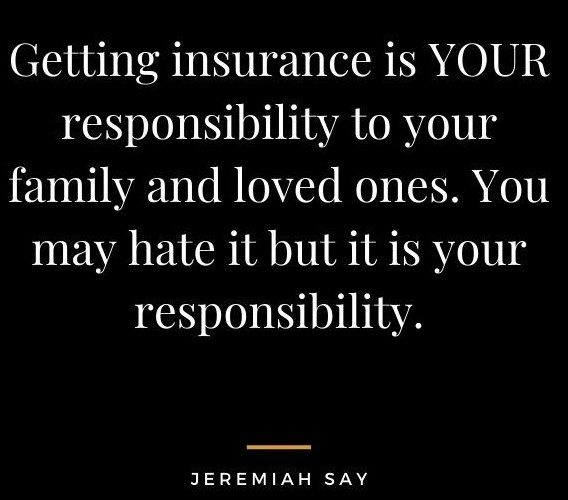 Getting insurance is YOUR
responsibility to your
family and loved ones. You
may hate it but it is your
responsibility.
JEREMIAH SAY